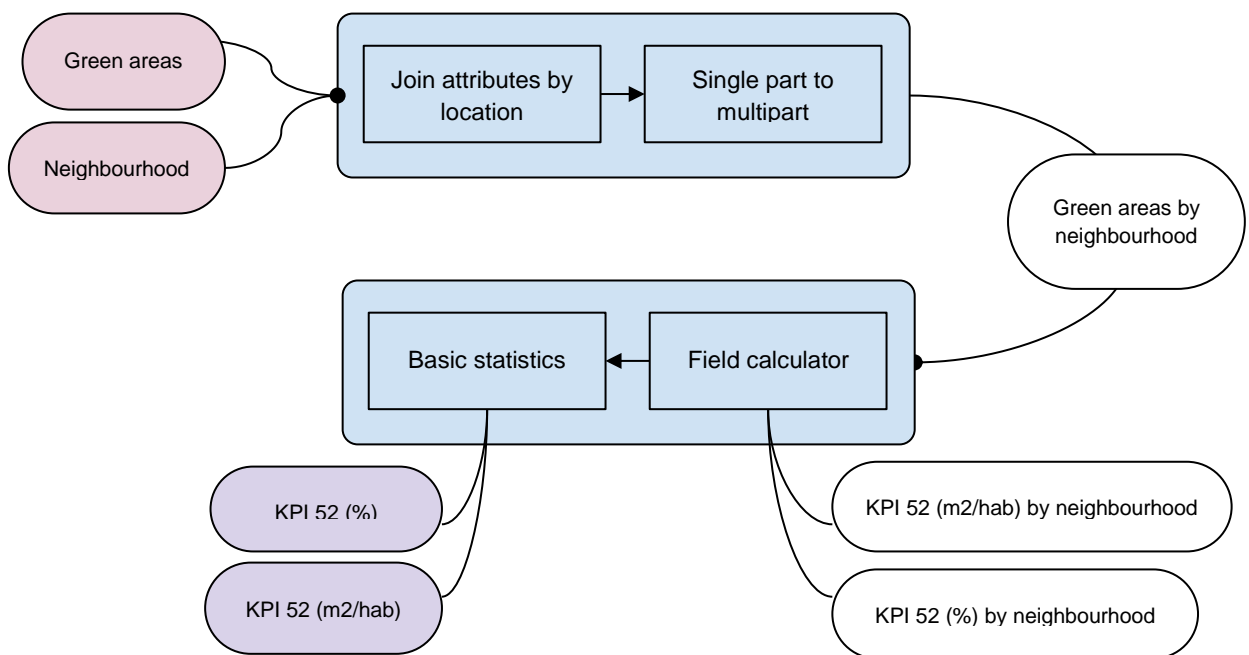 Green areas
Neighbourhood
Join attributes by
location
Single part to
multipart
Green areas by
neighbourhood
Basic statistics
Field calculator
KPI 52 (%)
KPI 52 (m2/hab)
KPI 52 (m2/hab) by neighbourhood
KPI 52 (%) by neighbourhood